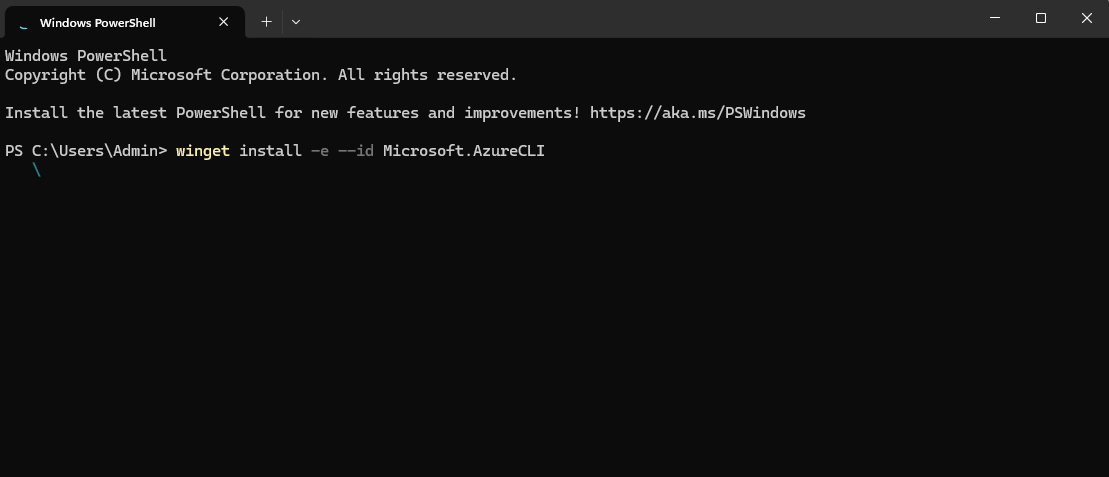 Windows PowerShell
Windows PowerShell
Copyright (C) Microsoft Corporation. All rights reserved.
Install the latest PowerShell for new features and improvements! https://aka.ms/PSWindows
PS C:\Users\Admin> winget install -e --id Microsoft.AzureCLI
\